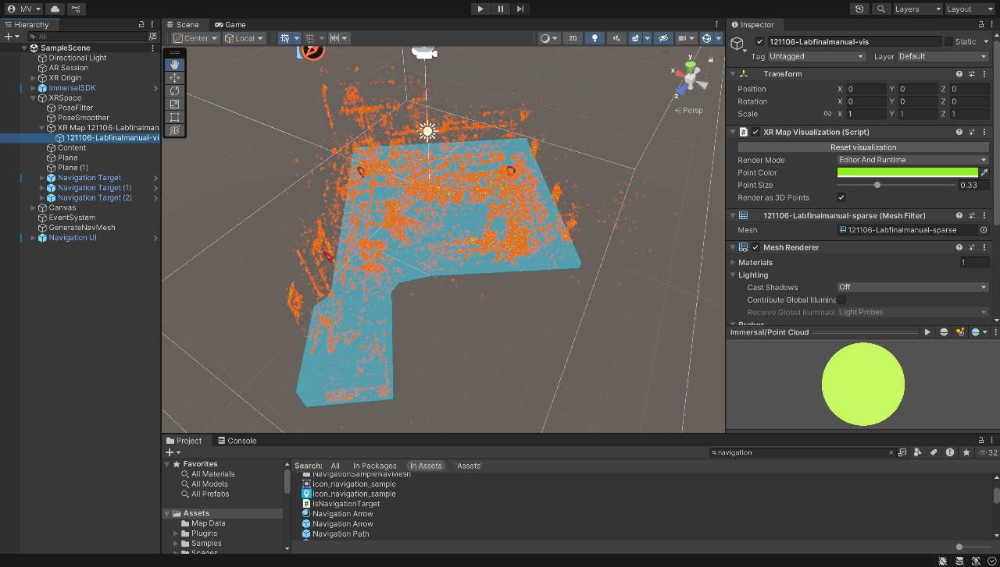 MV
Layers
Layout
Hierarchy
All
SampleScene
Directional Light
AR Session
XR Origin
ImmersalSDK
XRSpace
PoseFilter
PoseSmoother
XR Map 121106-Labfinalman
121106-Labfinalmanual-vi
Content
Plane
Plane (1)
Navigation Target
Navigation Target (1)
Navigation Target (2)
Canvas
EventSystem
GenerateNavMesh
Navigation UI
Scene
Game
Center
Local
2D
y
x
z
Persp
Inspector
121106-Labfinalmanual-vis
Static
Tag Untagged
Layer Default
Transform
Position X 0 Y 0 Z 0
Rotation X 0 Y 0 Z 0
Scale X 1 Y 1 Z 1
XR Map Visualization (Script)
Reset visualization
Render Mode Editor And Runtime
Point Color
Point Size 0.33
Render as 3D Points
121106-Labfinalmanual-sparse (Mesh Filter)
Mesh 121106-Labfinalmanual-sparse
Mesh Renderer
Materials 1
Lighting
Cast Shadows Off
Contribute Global Illumina
Receive Global Illuminatic Light Probes
Probes
Immersal/Point Cloud
Project
Console
navigation
32
Favorites
All Materials
All Models
All Prefabs
Assets
Map Data
Plugins
Samples
Scenes
Search: All In Packages In Assets 'Assets'
NavigationSampleNavMesh
icon_navigation_sample
icon_navigation_sample
IsNavigationTarget
Navigation Arrow
Navigation Arrow
Navigation Path